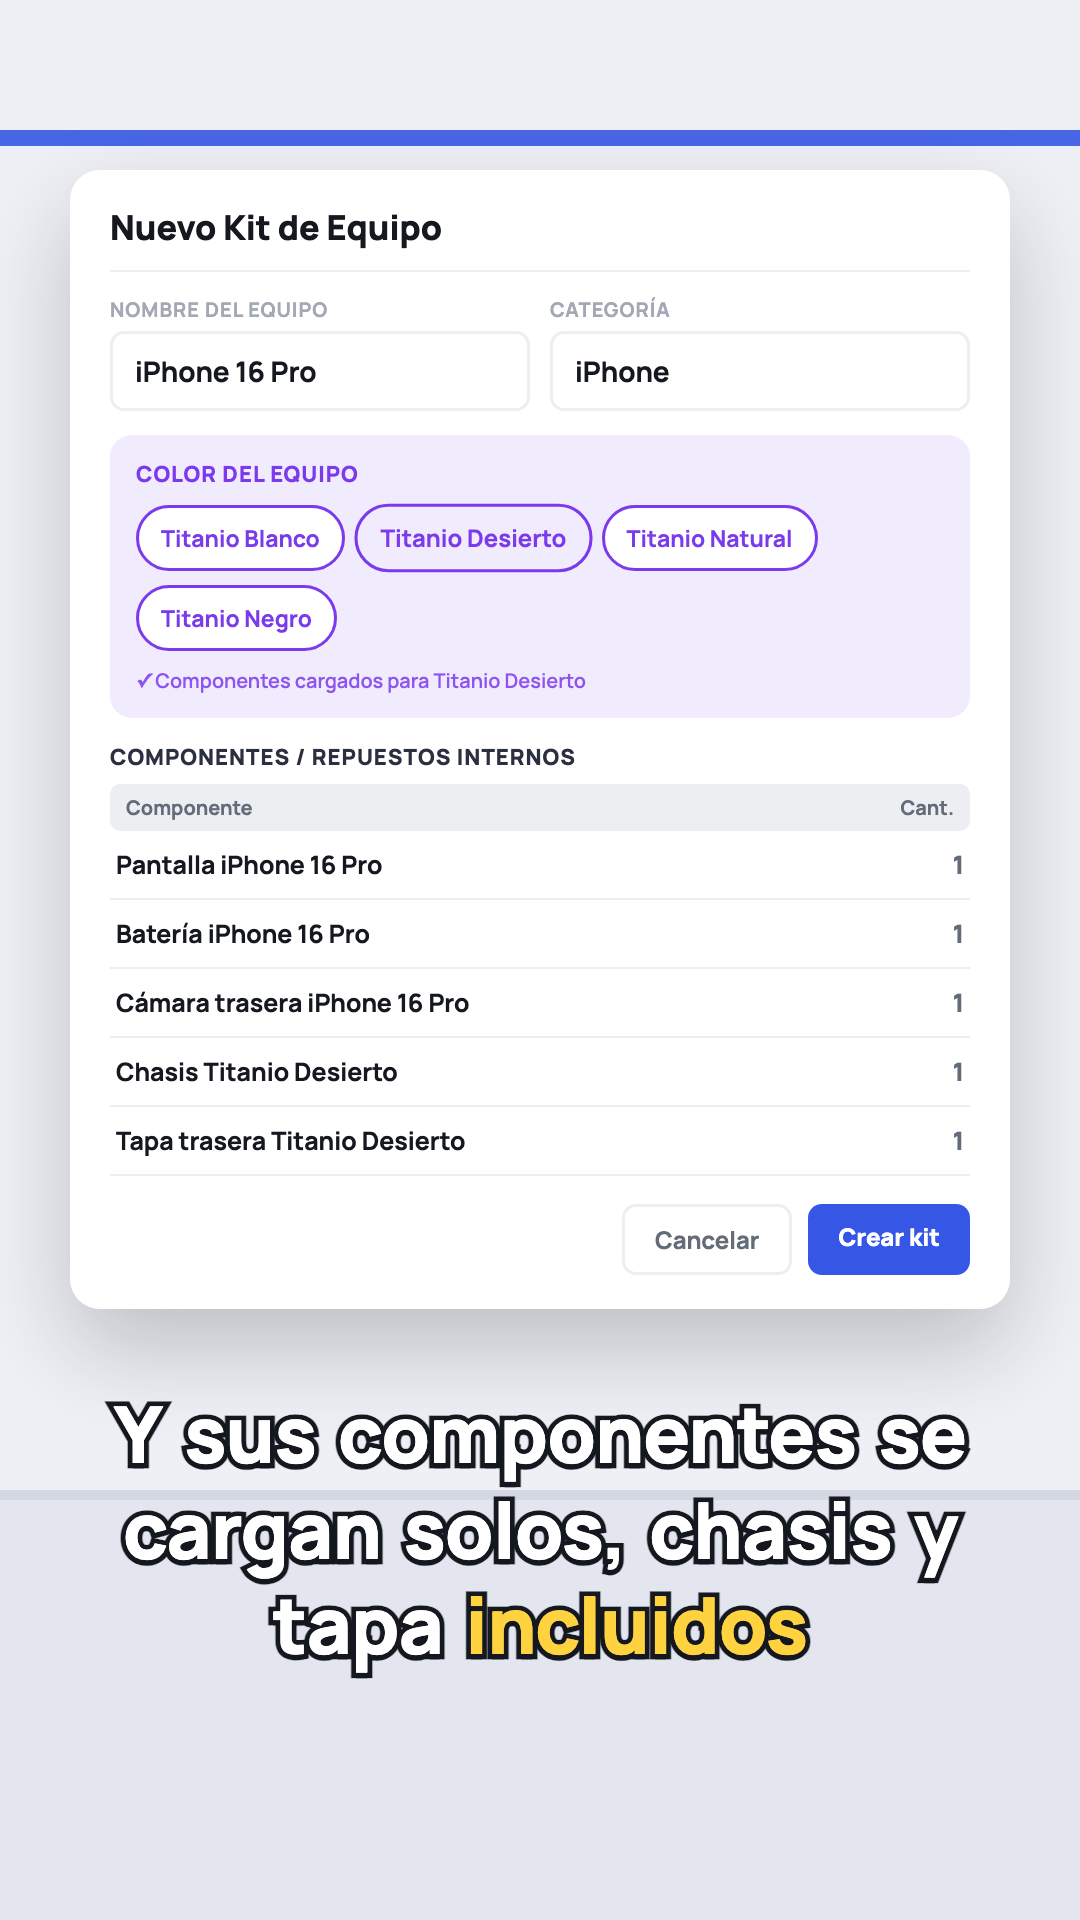 Nuevo Kit de Equipo
NOMBRE DEL EQUIPO
CATEGORÍA
iPhone 16 Pro
iPhone
COLOR DEL EQUIPO
Titanio Blanco
Titanio Desierto
Titanio Natural
Titanio Negro
✓Componentes cargados para Titanio Desierto
COMPONENTES / REPUESTOS INTERNOS
Componente Cant.
Pantalla iPhone 16 Pro 1
Batería iPhone 16 Pro 1
Cámara trasera iPhone 16 Pro 1
Chasis Titanio Desierto 1
Tapa trasera Titanio Desierto 1
Cancelar
Crear kit
Y sus componentes se
cargan solos, chasis y
tapa incluidos